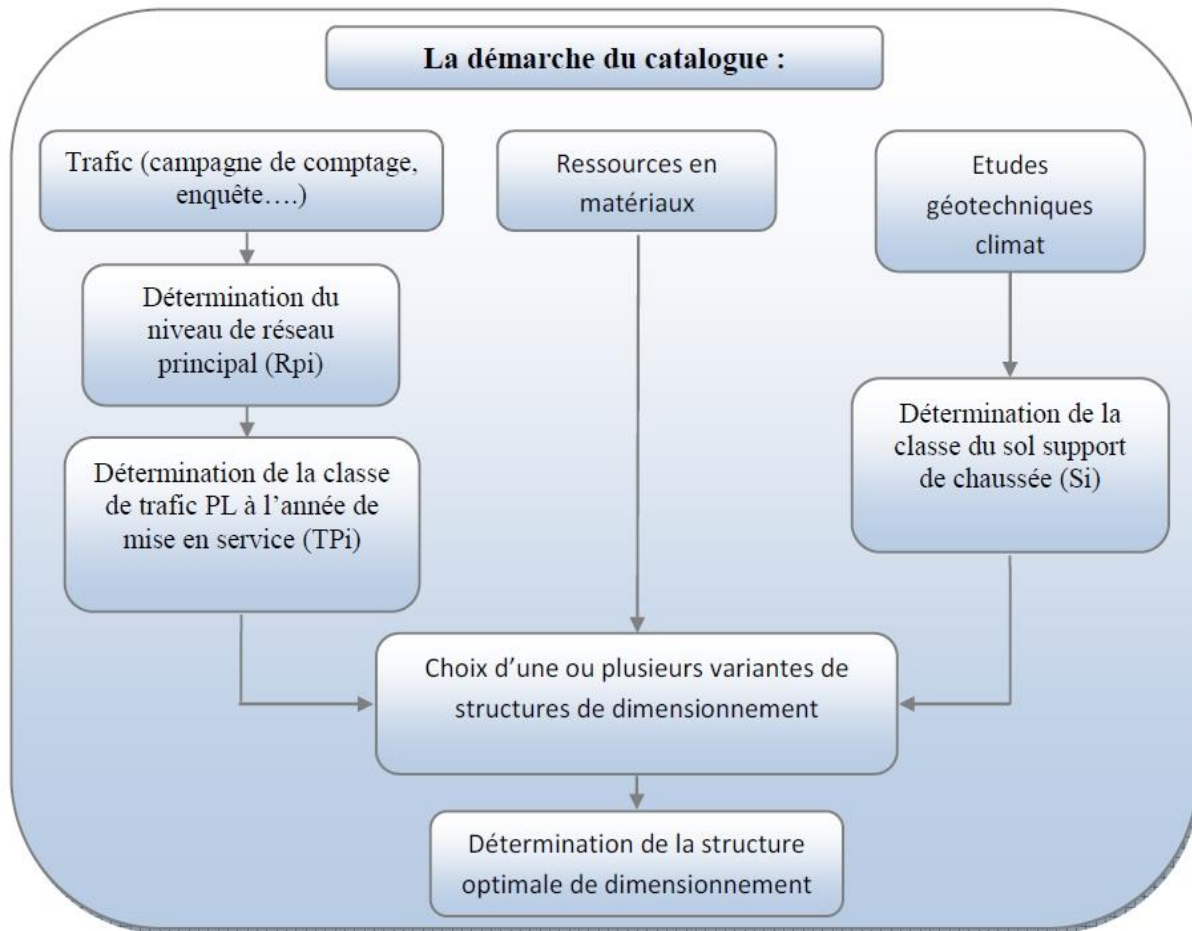 La démarche du catalogue :
Trafic (campagne de comptage,
enquête….)
Ressources en
matériaux
Etudes
géotechniques
climat
Détermination du
niveau de réseau
principal (Rpi)
Détermination de la classe
de trafic PL à l’année de
mise en service (TPi)
Détermination de la
classe du sol support
de chaussée (Si)
Choix d’une ou plusieurs variantes de
structures de dimensionnement
Détermination de la structure
optimale de dimensionnement